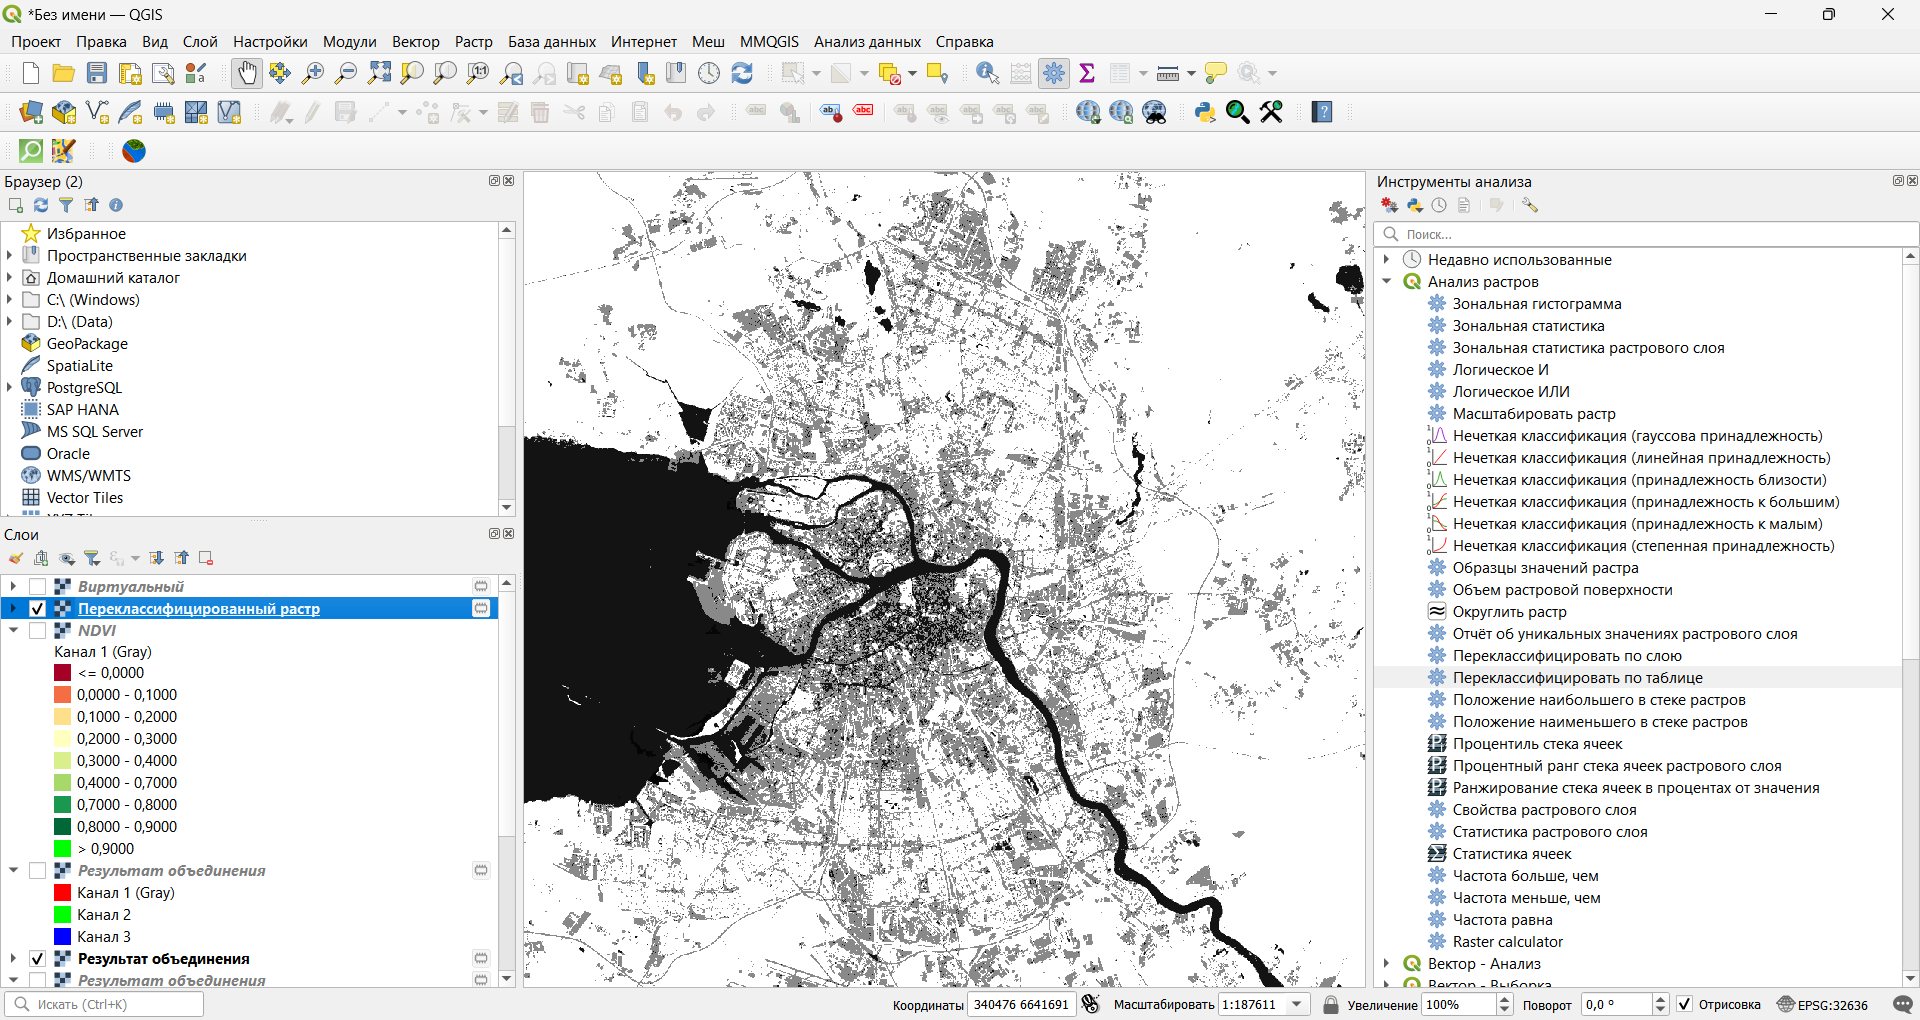 *Без имени — QGIS
Проект Правка Вид Слой Настройки Модули Вектор Растр База данных Интернет Меш MMQGIS Анализ данных Справка
Браузер (2)
Избранное
Пространственные закладки
Домашний каталог
C:\ (Windows)
D:\ (Data)
GeoPackage
SpatiaLite
PostgreSQL
SAP HANA
MS SQL Server
Oracle
WMS/WMTS
Vector Tiles
Слои
Виртуальный
Переклассифицированный растр
NDVI
Канал 1 (Gray)
<= 0,0000
0,0000 - 0,1000
0,1000 - 0,2000
0,2000 - 0,3000
0,3000 - 0,4000
0,4000 - 0,7000
0,7000 - 0,8000
0,8000 - 0,9000
> 0,9000
Результат объединения
Канал 1 (Gray)
Канал 2
Канал 3
Результат объединения
Результат объединения
Инструменты анализа
Поиск...
Недавно использованные
Анализ растров
Зональная гистограмма
Зональная статистика
Зональная статистика растрового слоя
Логическое И
Логическое ИЛИ
Масштабировать растр
Нечеткая классификация (гауссова принадлежность)
Нечеткая классификация (линейная принадлежность)
Нечеткая классификация (принадлежность близости)
Нечеткая классификация (принадлежность к большим)
Нечеткая классификация (принадлежность к малым)
Нечеткая классификация (степенная принадлежность)
Образцы значений растра
Объем растровой поверхности
Округлить растр
Отчёт об уникальных значениях растрового слоя
Переклассифицировать по слою
Переклассифицировать по таблице
Положение наибольшего в стеке растров
Положение наименьшего в стеке растров
Процентиль стека ячеек
Процентный ранг стека ячеек растрового слоя
Ранжирование стека ячеек в процентах от значения
Свойства растрового слоя
Статистика растрового слоя
Статистика ячеек
Частота больше, чем
Частота меньше, чем
Частота равна
Raster calculator
Вектор - Анализ
Вектор - Выборка
Искать (Ctrl+K)
Координаты 340476 6641691 Масштабировать 1:187611 Увеличение 100% Поворот 0,0 ° Отрисовка EPSG:32636